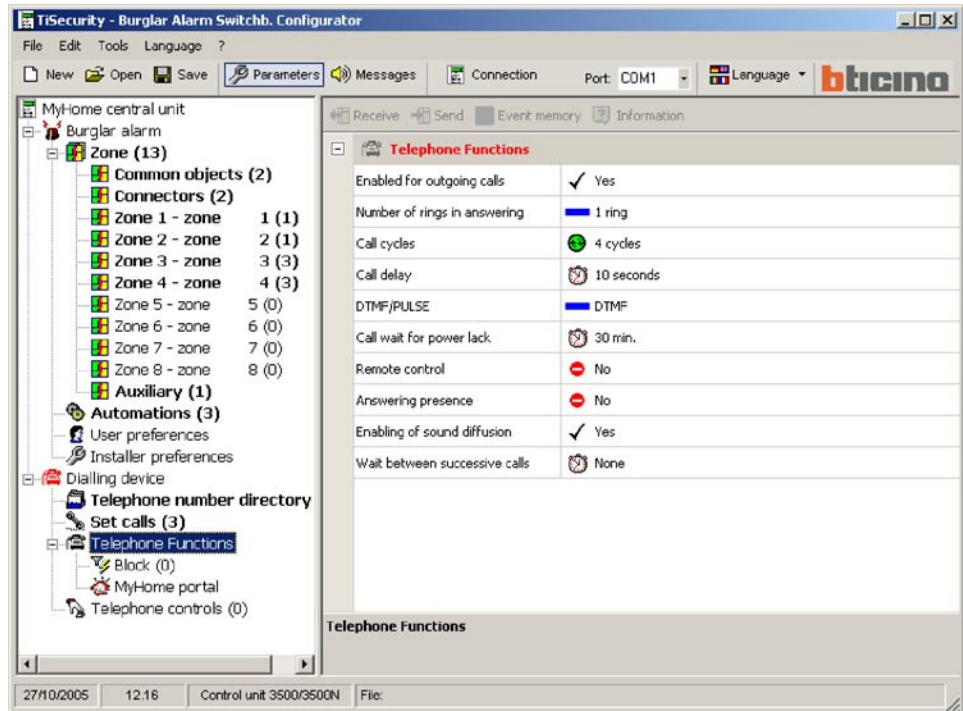 TiSecurity - Burglar Alarm Switchb. Configurator
File Edit Tools Language ?
New Open Save Parameters Messages Connection Port: COM1 Language bticino
MyHome central unit
Burglar alarm
Zone (13)
Common objects (2)
Connectors (2)
Zone 1 - zone 1 (1)
Zone 2 - zone 2 (1)
Zone 3 - zone 3 (3)
Zone 4 - zone 4 (3)
Zone 5 - zone 5 (0)
Zone 6 - zone 6 (0)
Zone 7 - zone 7 (0)
Zone 8 - zone 8 (0)
Auxiliary (1)
Automations (3)
User preferences
Installer preferences
Dialling device
Telephone number directory
Set calls (3)
Telephone Functions
Block (0)
MyHome portal
Telephone controls (0)
Receive Send Event memory Information
Telephone Functions
Enabled for outgoing calls Yes
Number of rings in answering 1 ring
Call cycles 4 cycles
Call delay 10 seconds
DTMF/PULSE DTMF
Call wait for power lack 30 min.
Remote control No
Answering presence No
Enabling of sound diffusion Yes
Wait between successive calls None
Telephone Functions
27/10/2005 12.16 Control unit 3500/3500N File: